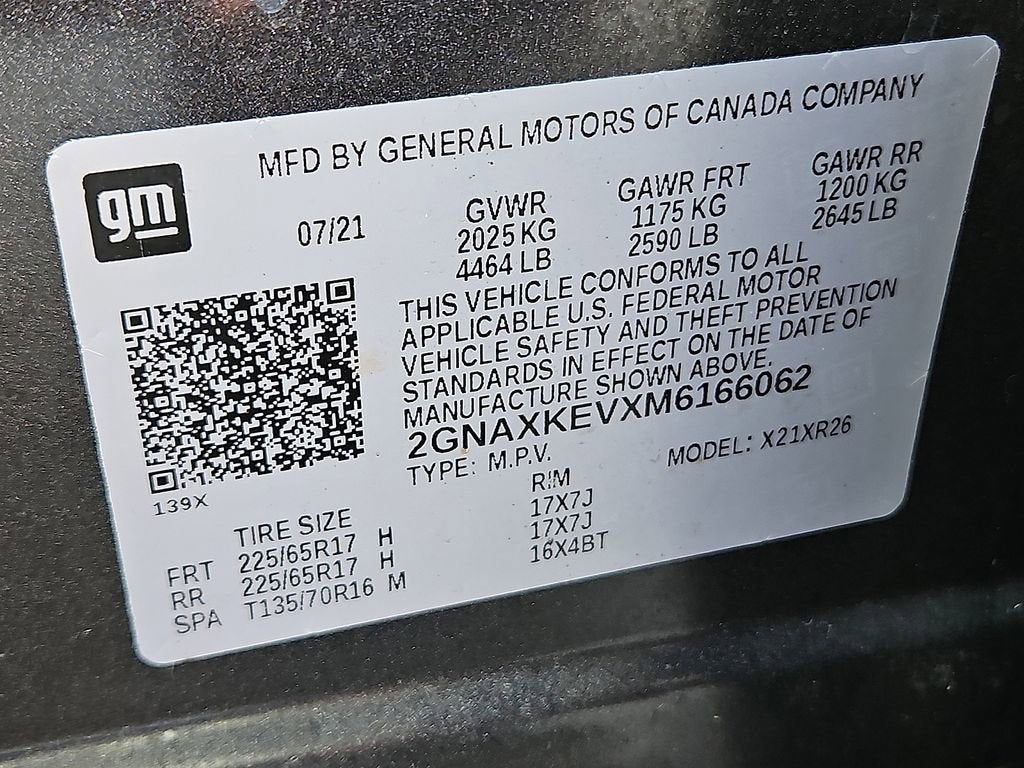 gm
MFD BY GENERAL MOTORS OF CANADA COMPANY
07/21
GVWR
2025 KG
4464 LB
GAWR FRT
1175 KG
2590 LB
GAWR RR
1200 KG
2645 LB
THIS VEHICLE CONFORMS TO ALL
APPLICABLE U.S. FEDERAL MOTOR
VEHICLE SAFETY AND THEFT PREVENTION
STANDARDS IN EFFECT ON THE DATE OF
MANUFACTURE SHOWN ABOVE.
2GNAXKEVXM6166062
TYPE: M.P.V. MODEL: X21XR26
139X
TIRE SIZE RIM
FRT 225/65R17 H 17X7J
RR 225/65R17 H 17X7J
SPA T135/70R16 M 16X4BT